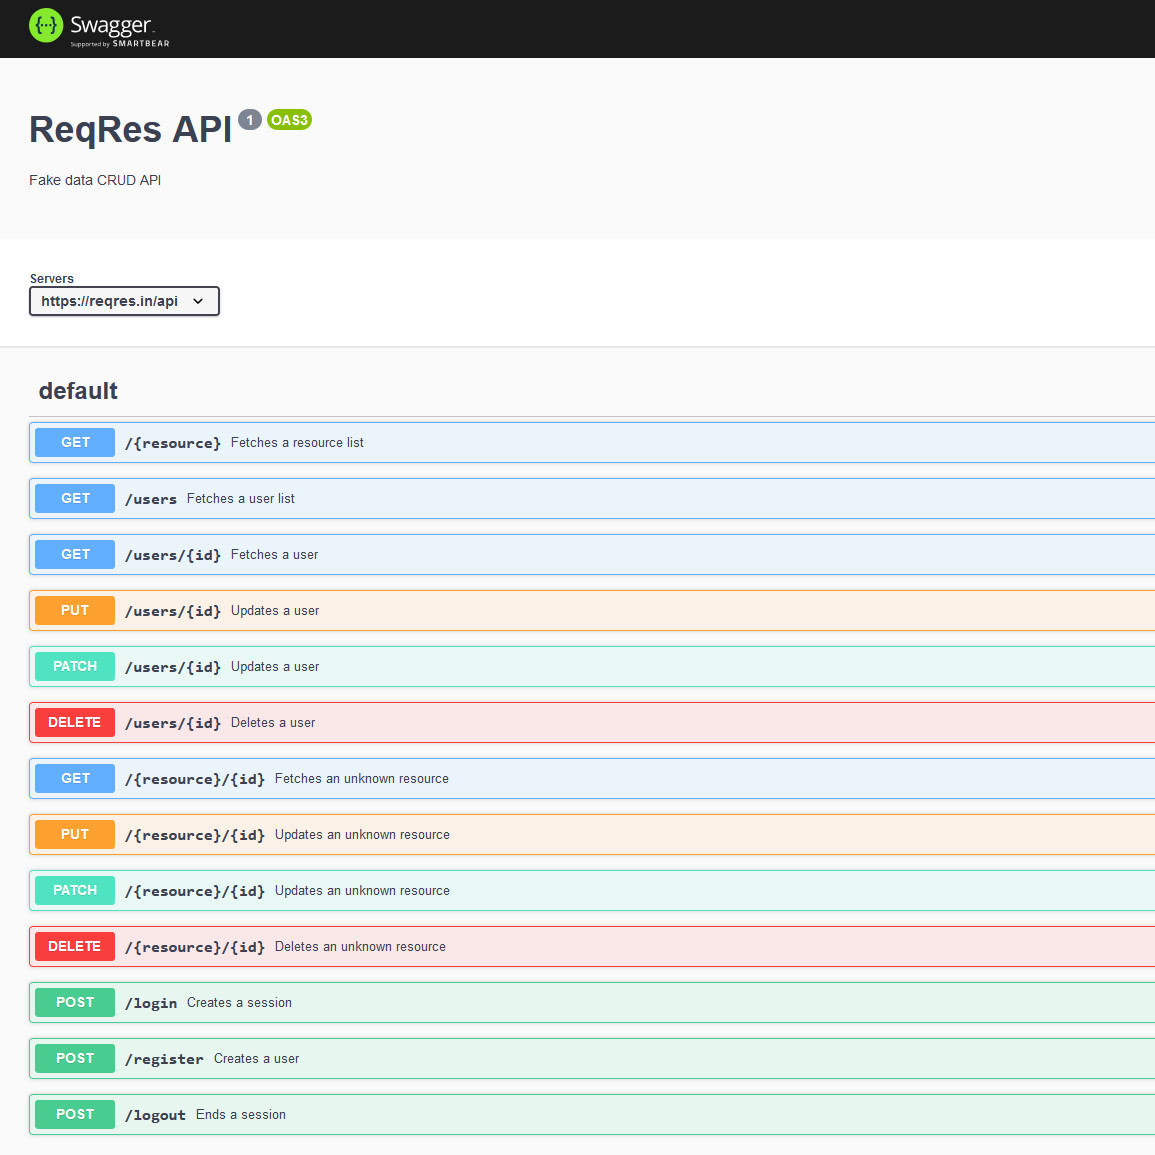 {···} Swagger.
Supported by SMARTBEAR
ReqRes API 1 OAS3
Fake data CRUD API
Servers
https://reqres.in/api
default
GET /{resource} Fetches a resource list
GET /users Fetches a user list
GET /users/{id} Fetches a user
PUT /users/{id} Updates a user
PATCH /users/{id} Updates a user
DELETE /users/{id} Deletes a user
GET /{resource}/{id} Fetches an unknown resource
PUT /{resource}/{id} Updates an unknown resource
PATCH /{resource}/{id} Updates an unknown resource
DELETE /{resource}/{id} Deletes an unknown resource
POST /login Creates a session
POST /register Creates a user
POST /logout Ends a session